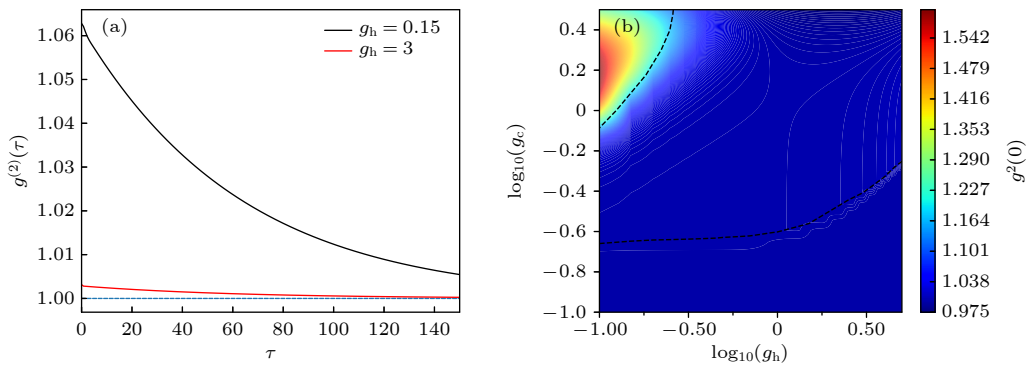 (a)
g_h = 0.15
g_h = 3
1.06
1.05
1.04
1.03
1.02
1.01
1.00
g^(2)(τ)
0 20 40 60 80 100 120 140
τ
(b)
0.4
0.2
0
−0.2
−0.4
−0.6
−0.8
−1.0
log₁₀(g_c)
−1.00 −0.50 0 0.50
log₁₀(g_h)
1.542
1.479
1.416
1.353
1.290
1.227
1.164
1.101
1.038
0.975
g²(0)